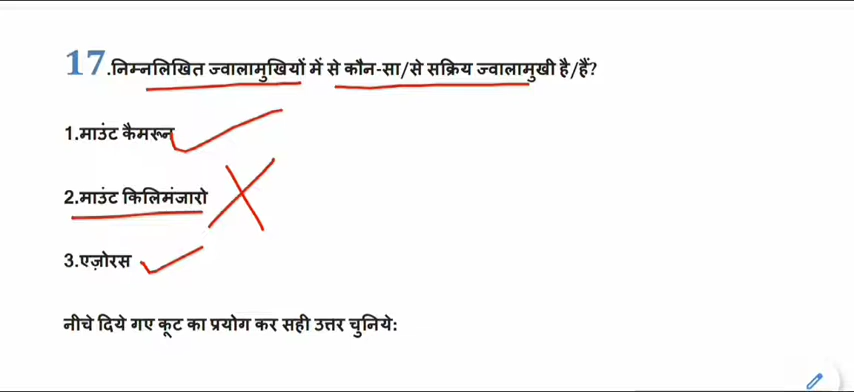 17.निम्नलिखित ज्वालामुखियों में से कौन-सा/से सक्रिय ज्वालामुखी है/हैं?
1.माउंट कैमरून
2.माउंट किलिमंजारो
3.एज़ोरस
नीचे दिये गए कूट का प्रयोग कर सही उत्तर चुनिये: